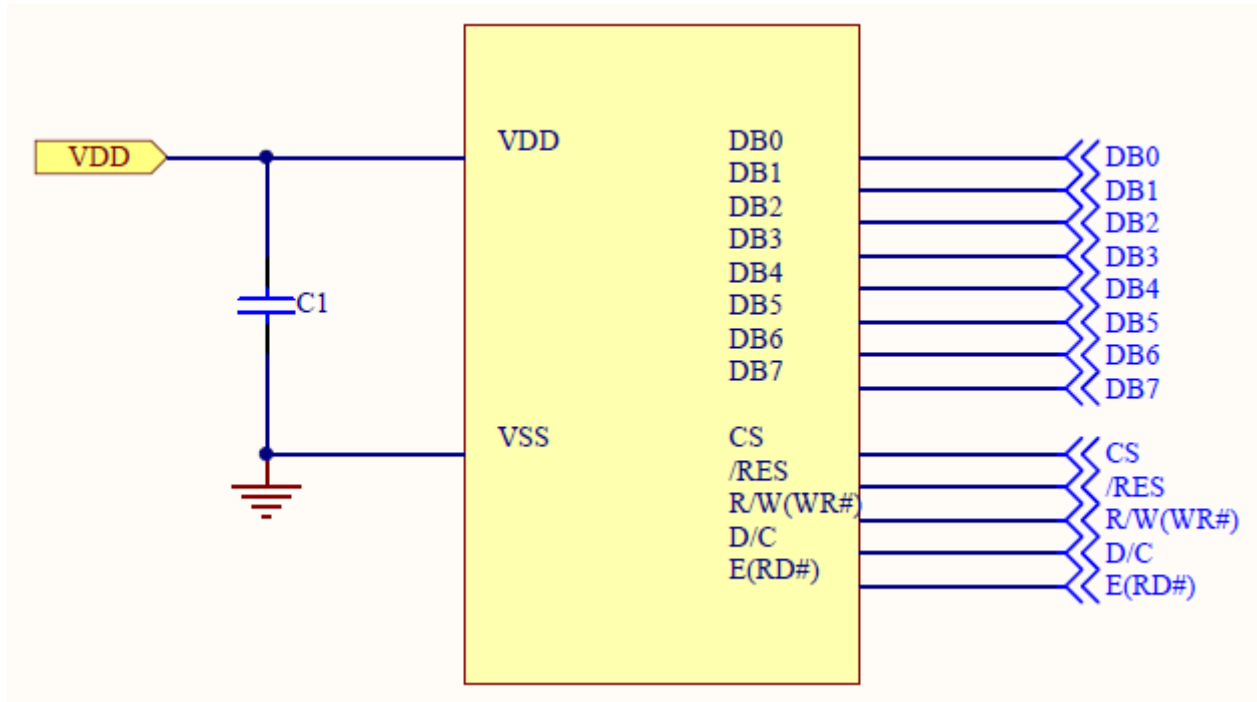 VDD
C1
VDD
VSS
DB0
DB1
DB2
DB3
DB4
DB5
DB6
DB7
CS
/RES
R/W(WR#)
D/C
E(RD#)
DB0
DB1
DB2
DB3
DB4
DB5
DB6
DB7
CS
/RES
R/W(WR#)
D/C
E(RD#)